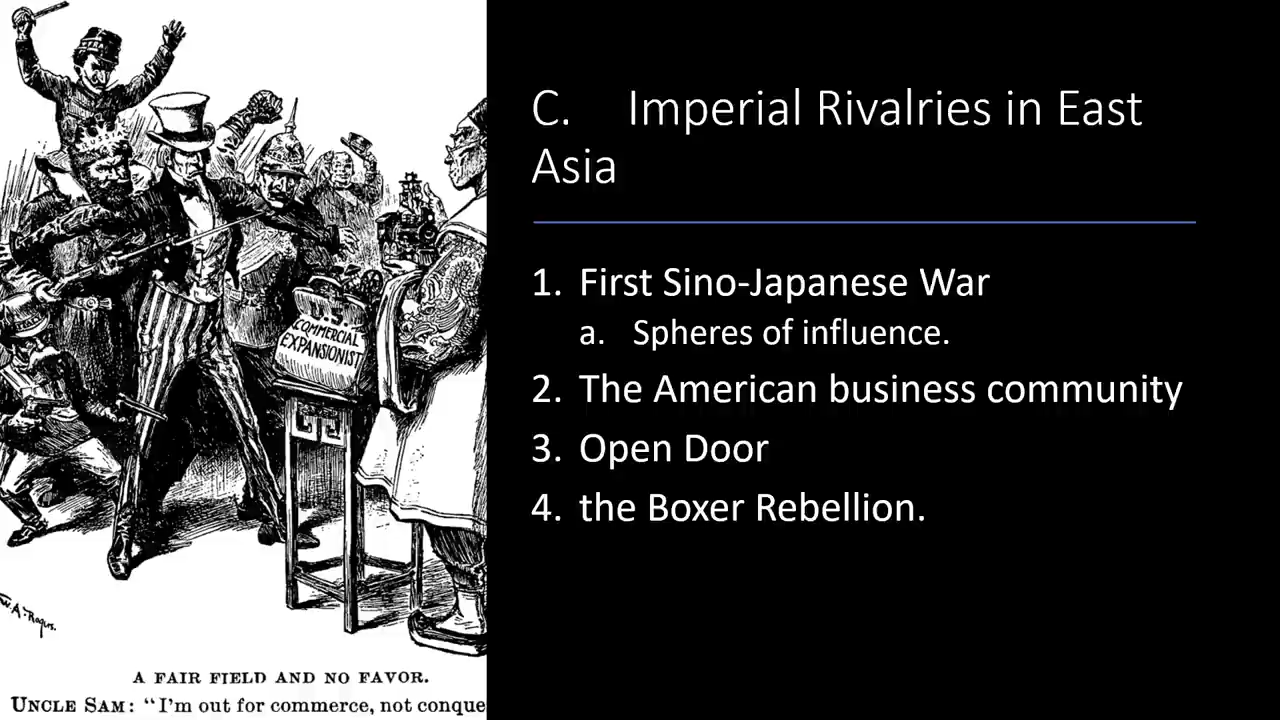 C. Imperial Rivalries in East
Asia
1. First Sino-Japanese War
a. Spheres of influence.
2. The American business community
3. Open Door
4. the Boxer Rebellion.
U.S.
COMMERCIAL
EXPANSIONIST
W.A. Rogers.
A FAIR FIELD AND NO FAVOR.
UNCLE SAM: "I'm out for commerce, not conque